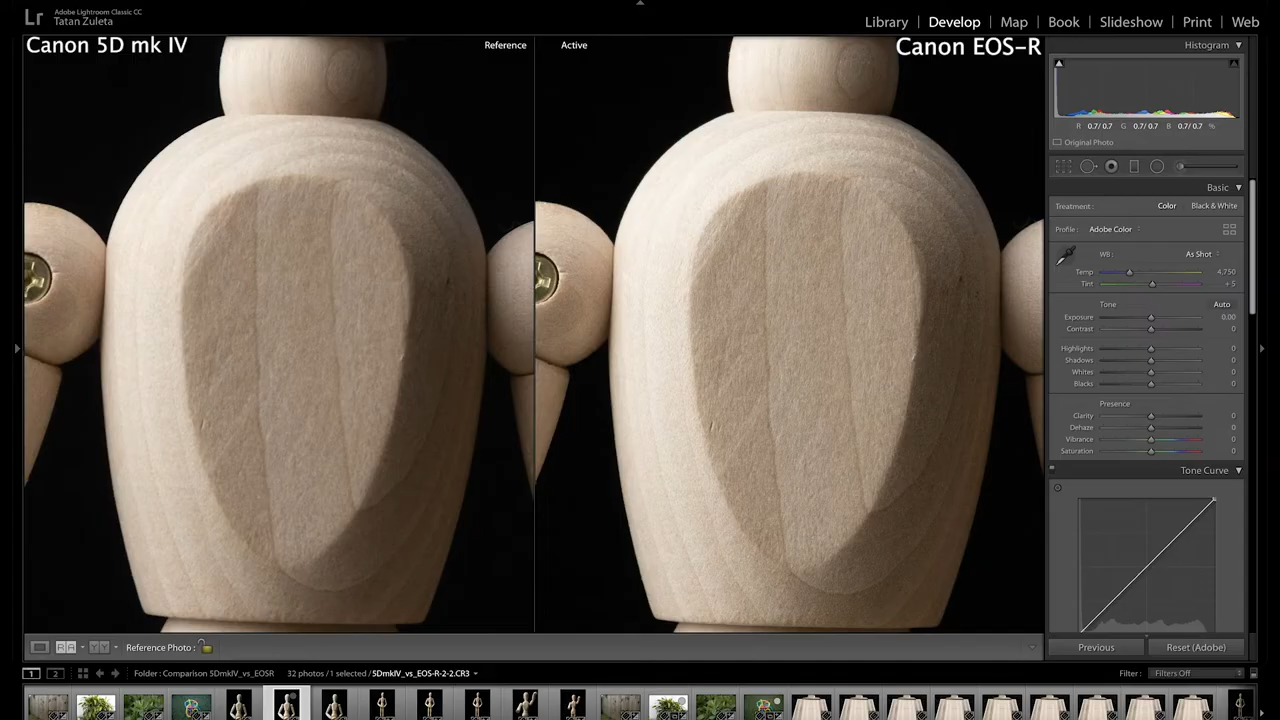 Lr
Adobe Lightroom Classic CC
Tatan Zuleta
Library | Develop | Map | Book | Slideshow | Print | Web
Canon 5D mk IV
Reference
Active
Canon EOS-R
Histogram
R 0.7/ 0.7 G 0.7/ 0.7 B 0.7/ 0.7 %
Original Photo
Basic
Treatment : Color Black & White
Profile : Adobe Color
WB : As Shot
Temp 4,750
Tint + 5
Tone Auto
Exposure 0.00
Contrast 0
Highlights 0
Shadows 0
Whites 0
Blacks 0
Presence
Clarity 0
Dehaze 0
Vibrance 0
Saturation 0
Tone Curve
R A Y Y Reference Photo :
Previous Reset (Adobe)
1 2 Folder : Comparison 5DmkIV_vs_EOSR 32 photos / 1 selected / 5DmkIV_vs_EOS-R-2-2.CR3
Filter : Filters Off